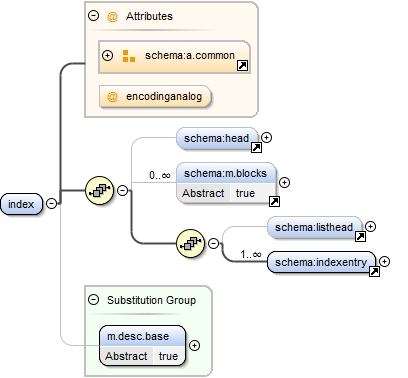 Attributes
schema:a.common
encodinganalog
schema:head
0..∞
schema:m.blocks
Abstract true
index
schema:listhead
1..∞
schema:indexentry
Substitution Group
m.desc.base
Abstract true